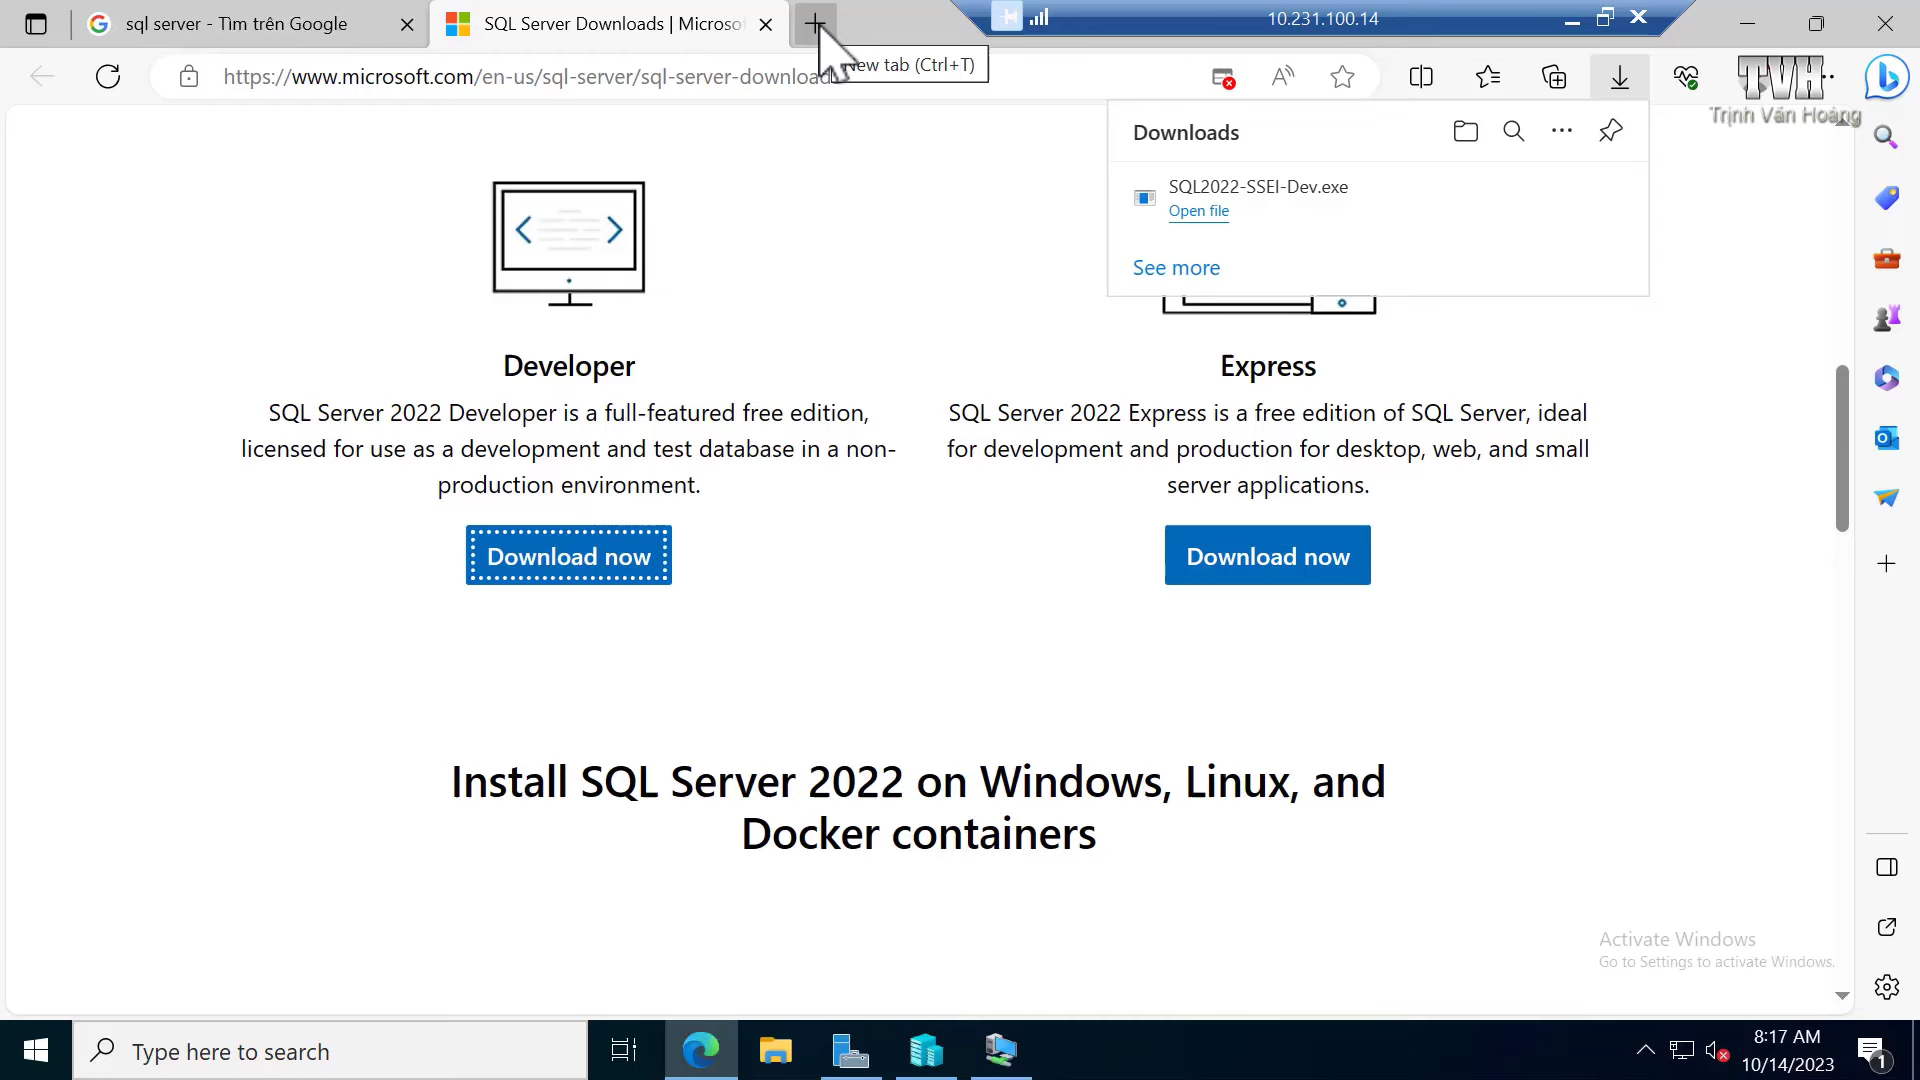 sql server - Tìm trên Google
SQL Server Downloads | Microso
10.231.100.14
https://www.microsoft.com/en-us/sql-server/sql-server-downloads
New tab (Ctrl+T)
TVH
Trịnh Văn Hoàng
Downloads
SQL2022-SSEI-Dev.exe
Open file
See more
Developer
SQL Server 2022 Developer is a full-featured free edition,
licensed for use as a development and test database in a non-
production environment.
Download now
Express
SQL Server 2022 Express is a free edition of SQL Server, ideal
for development and production for desktop, web, and small
server applications.
Download now
Install SQL Server 2022 on Windows, Linux, and
Docker containers
Activate Windows
Go to Settings to activate Windows.
Type here to search
8:17 AM
10/14/2023
1